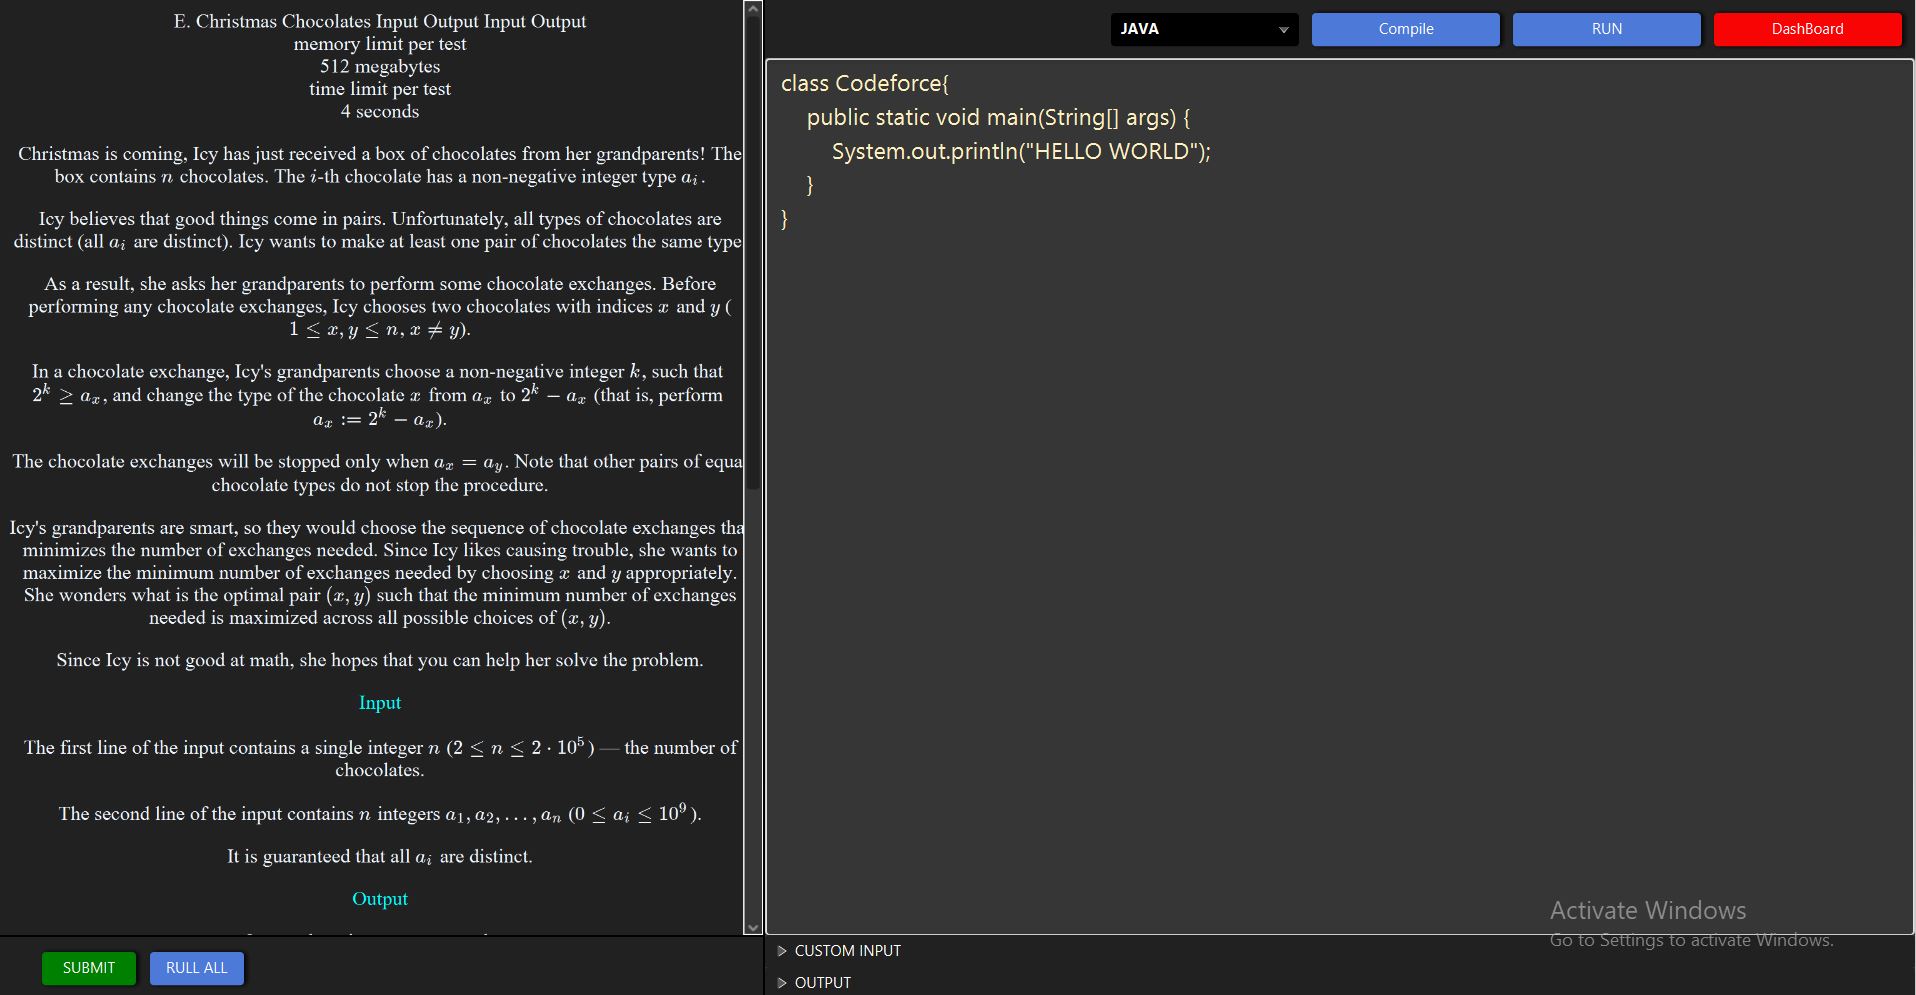 E. Christmas Chocolates Input Output Input Output
memory limit per test
512 megabytes
time limit per test
4 seconds
Christmas is coming, Icy has just received a box of chocolates from her grandparents! The
box contains n chocolates. The i-th chocolate has a non-negative integer type a_i.
Icy believes that good things come in pairs. Unfortunately, all types of chocolates are
distinct (all a_i are distinct). Icy wants to make at least one pair of chocolates the same type
As a result, she asks her grandparents to perform some chocolate exchanges. Before
performing any chocolate exchanges, Icy chooses two chocolates with indices x and y (
1 ≤ x, y ≤ n, x ≠ y).
In a chocolate exchange, Icy's grandparents choose a non-negative integer k, such that
2^k ≥ a_x, and change the type of the chocolate x from a_x to 2^k − a_x (that is, perform
a_x := 2^k − a_x).
The chocolate exchanges will be stopped only when a_x = a_y. Note that other pairs of equa
chocolate types do not stop the procedure.
Icy's grandparents are smart, so they would choose the sequence of chocolate exchanges tha
minimizes the number of exchanges needed. Since Icy likes causing trouble, she wants to
maximize the minimum number of exchanges needed by choosing x and y appropriately.
She wonders what is the optimal pair (x, y) such that the minimum number of exchanges
needed is maximized across all possible choices of (x, y).
Since Icy is not good at math, she hopes that you can help her solve the problem.
Input
The first line of the input contains a single integer n (2 ≤ n ≤ 2 · 10^5) — the number of
chocolates.
The second line of the input contains n integers a_1, a_2, . . . , a_n (0 ≤ a_i ≤ 10^9).
It is guaranteed that all a_i are distinct.
Output
SUBMIT
RULL ALL
JAVA
Compile
RUN
DashBoard
class Codeforce{
public static void main(String[] args) {
System.out.println("HELLO WORLD");
}
}
Activate Windows
Go to Settings to activate Windows.
CUSTOM INPUT
OUTPUT